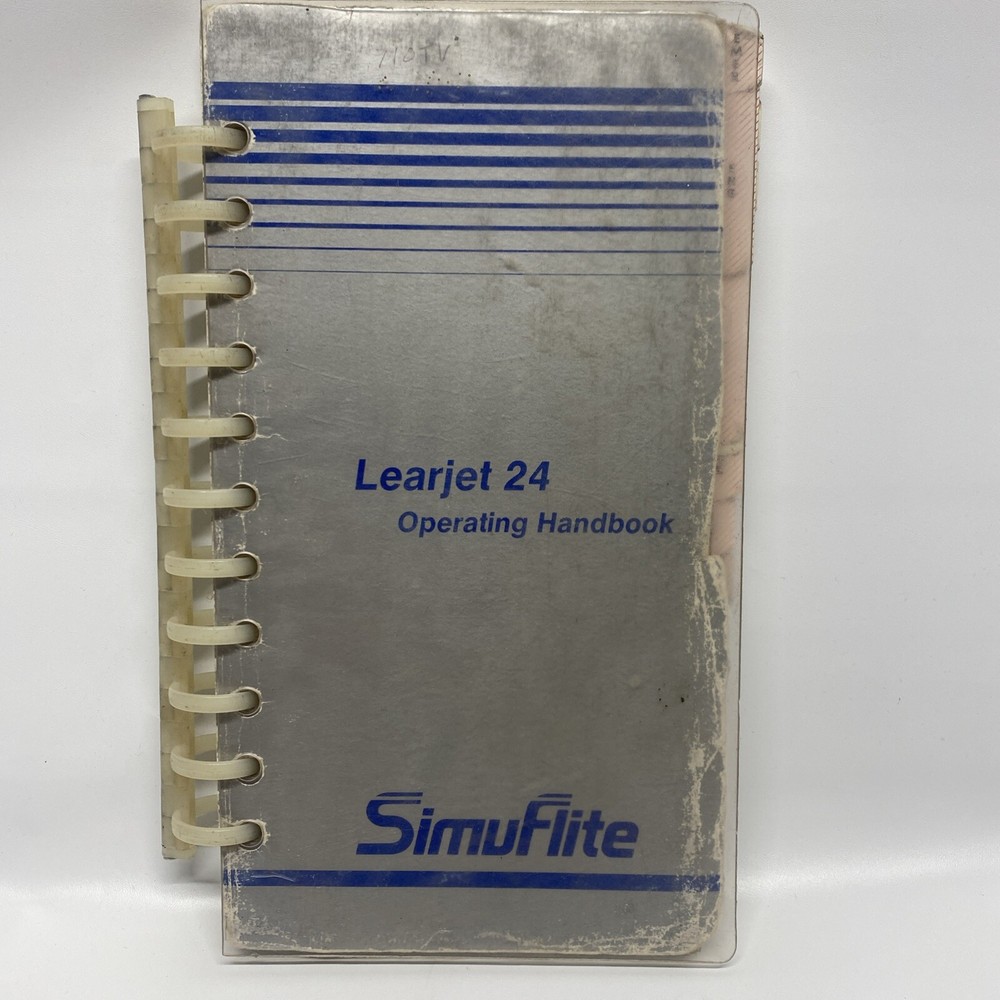 Learjet 24
Operating Handbook
SimuFlite